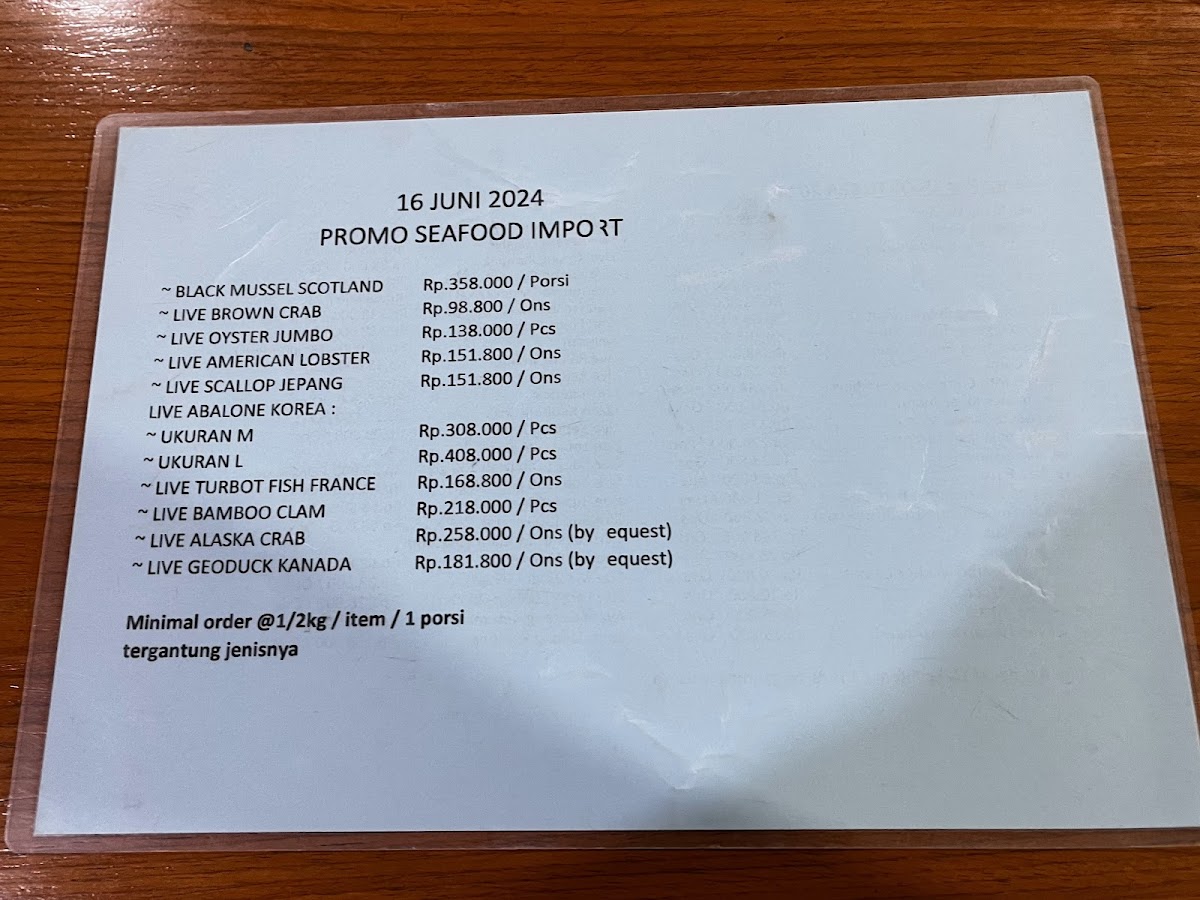 16 JUNI 2024
PROMO SEAFOOD IMPORT
~ BLACK MUSSEL SCOTLAND Rp.358.000 / Porsi
~ LIVE BROWN CRAB Rp.98.800 / Ons
~ LIVE OYSTER JUMBO Rp.138.000 / Pcs
~ LIVE AMERICAN LOBSTER Rp.151.800 / Ons
~ LIVE SCALLOP JEPANG Rp.151.800 / Ons
LIVE ABALONE KOREA :
~ UKURAN M Rp.308.000 / Pcs
~ UKURAN L Rp.408.000 / Pcs
~ LIVE TURBOT FISH FRANCE Rp.168.800 / Ons
~ LIVE BAMBOO CLAM Rp.218.000 / Pcs
~ LIVE ALASKA CRAB Rp.258.000 / Ons (by equest)
~ LIVE GEODUCK KANADA Rp.181.800 / Ons (by equest)
Minimal order @1/2kg / item / 1 porsi
tergantung jenisnya